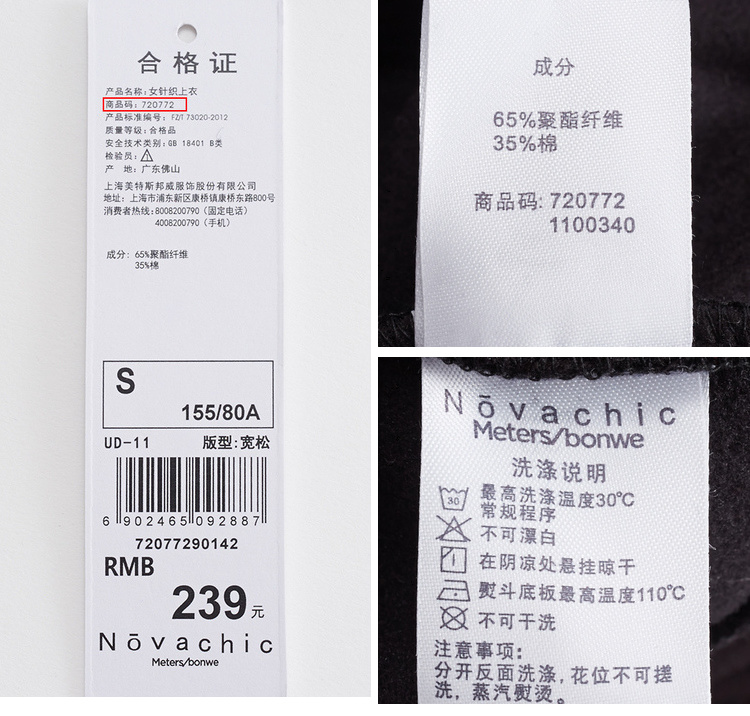 合格证
产品名称:女针织上衣
商品码: 720772
产品标准编号: FZ/T 73020-2012
质量等级:合格品
安全技术类别:GB 18401 B类
检验员:
产 地:广东佛山
上海美特斯邦威服饰股份有限公司
地址: 上海市浦东新区康桥镇康桥东路800号
消费者热线:8008200790 (固定电话)
4008200790 (手机)
成分: 65%聚酯纤维
35%棉
S
155/80A
UD-11 版型:宽松
6 902465 092887
72077290142
RMB
239元
Nōvachic
Meters/bonwe
成分
65%聚酯纤维
35%棉
商品码: 720772
1100340
Nōvachic
Meters/bonwe
洗涤说明
30 最高洗涤温度30℃
常规程序
不可漂白
在阴凉处悬挂晾干
熨斗底板最高温度110℃
不可干洗
注意事项:
分开反面洗涤, 花位不可搓
洗, 蒸汽熨烫。